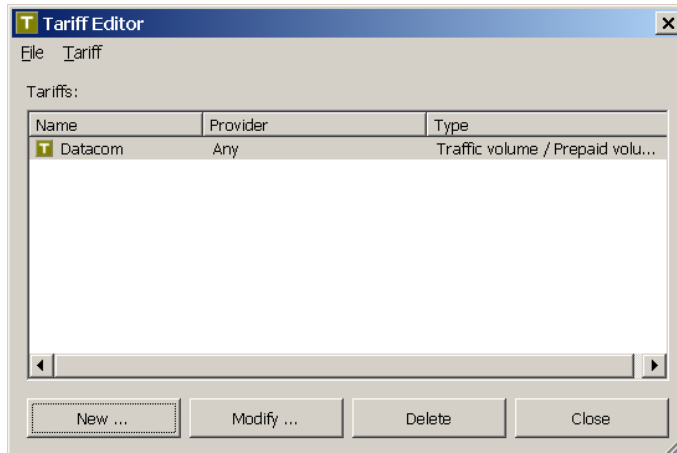 T Tariff Editor
File Tariff
Tariffs:
Name Provider Type
T Datacom Any Traffic volume / Prepaid volu...
New ... Modify ... Delete Close